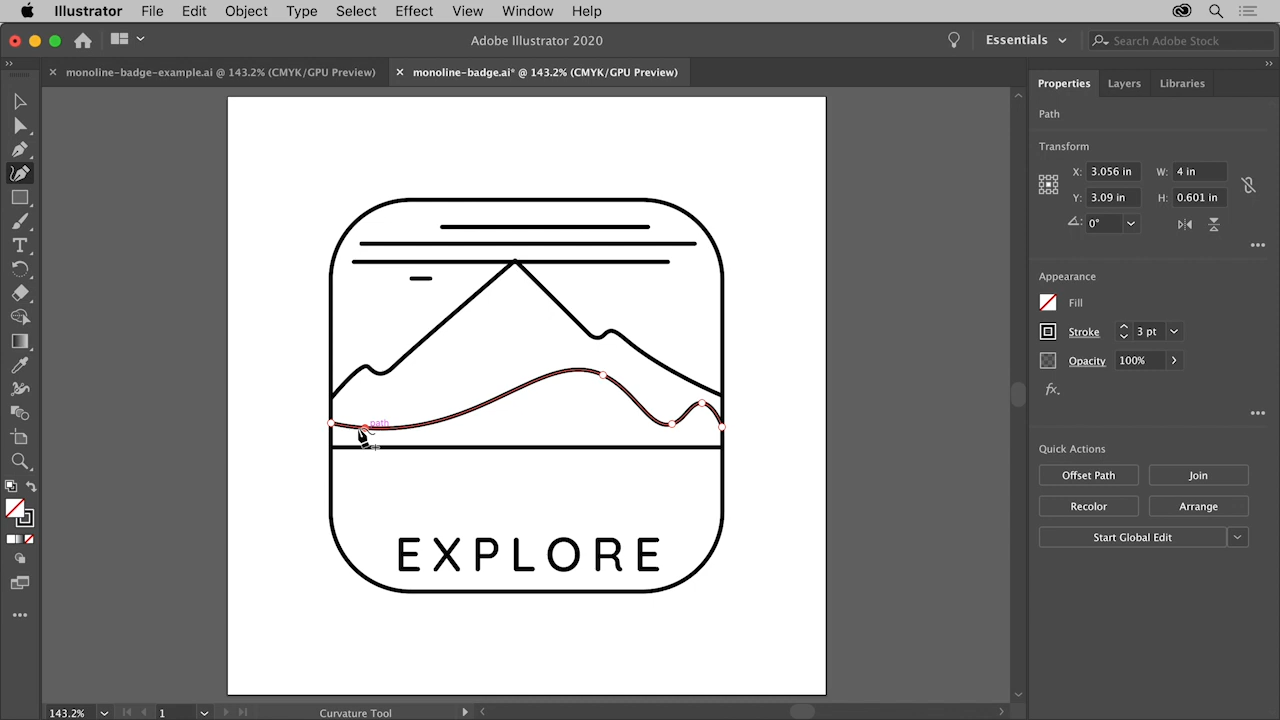 Illustrator File Edit Object Type Select Effect View Window Help
Adobe Illustrator 2020
Essentials
Search Adobe Stock
monoline-badge-example.ai @ 143.2% (CMYK/GPU Preview)
monoline-badge.ai* @ 143.2% (CMYK/GPU Preview)
Properties Layers Libraries
Path
Transform
X: 3.056 in W: 4 in
Y: 3.09 in H: 0.601 in
0°
Appearance
Fill
Stroke 3 pt
Opacity 100%
fx.
Quick Actions
Offset Path Join
Recolor Arrange
Start Global Edit
path
EXPLORE
143.2% 1 Curvature Tool